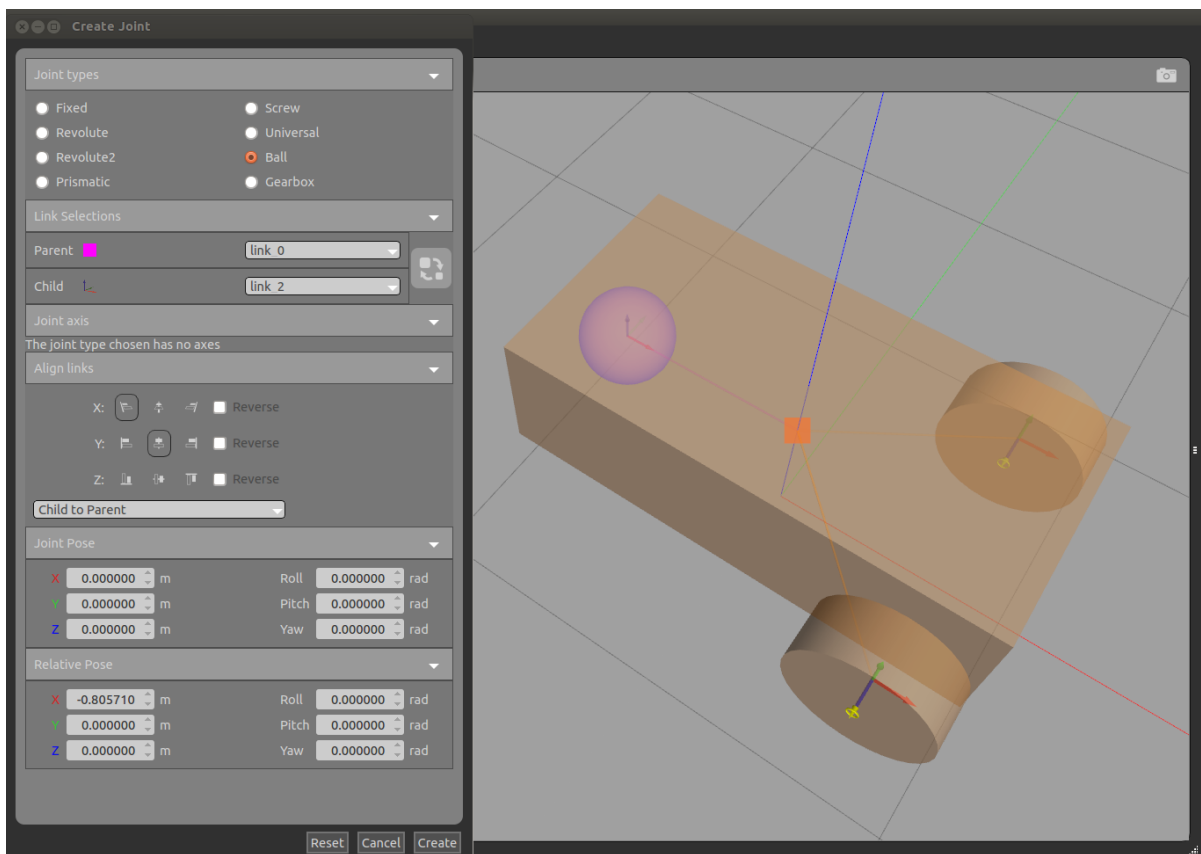 Create Joint
Joint types
Fixed Screw
Revolute Universal
Revolute2 Ball
Prismatic Gearbox
Link Selections
Parent link 0
Child link 2
Joint axis
The joint type chosen has no axes
Align links
X: Reverse
Y: Reverse
Z: Reverse
Child to Parent
Joint Pose
X 0.000000 m Roll 0.000000 rad
Y 0.000000 m Pitch 0.000000 rad
Z 0.000000 m Yaw 0.000000 rad
Relative Pose
X -0.805710 m Roll 0.000000 rad
Y 0.000000 m Pitch 0.000000 rad
Z 0.000000 m Yaw 0.000000 rad
Reset Cancel Create